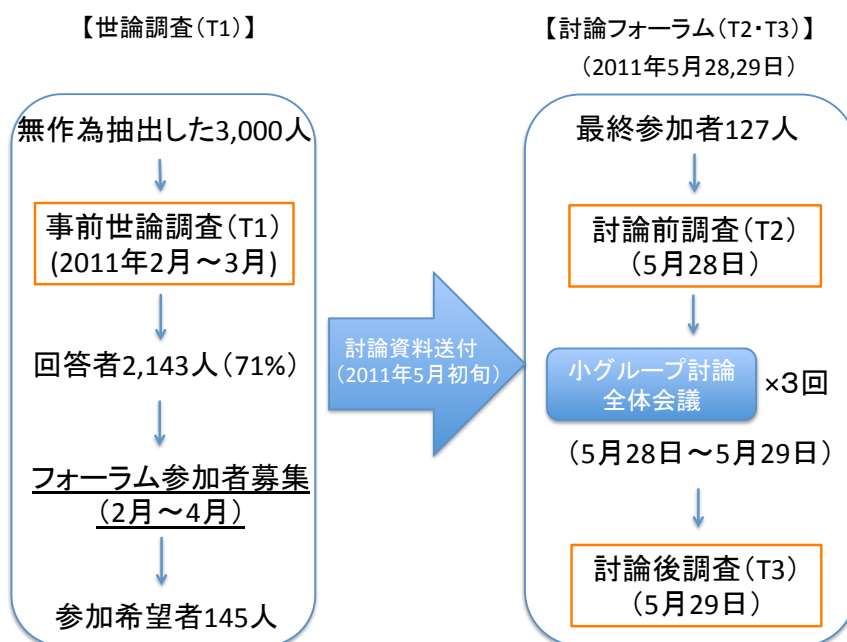 【世論調査(T1)】
無作為抽出した3,000人
事前世論調査(T1)
(2011年2月~3月)
回答者2,143人(71%)
フォーラム参加者募集
(2月~4月)
参加希望者145人
討論資料送付
(2011年5月初旬)
【討論フォーラム(T2・T3)】
(2011年5月28,29日)
最終参加者127人
討論前調査(T2)
(5月28日)
小グループ討論
全体会議
×3回
(5月28日~5月29日)
討論後調査(T3)
(5月29日)